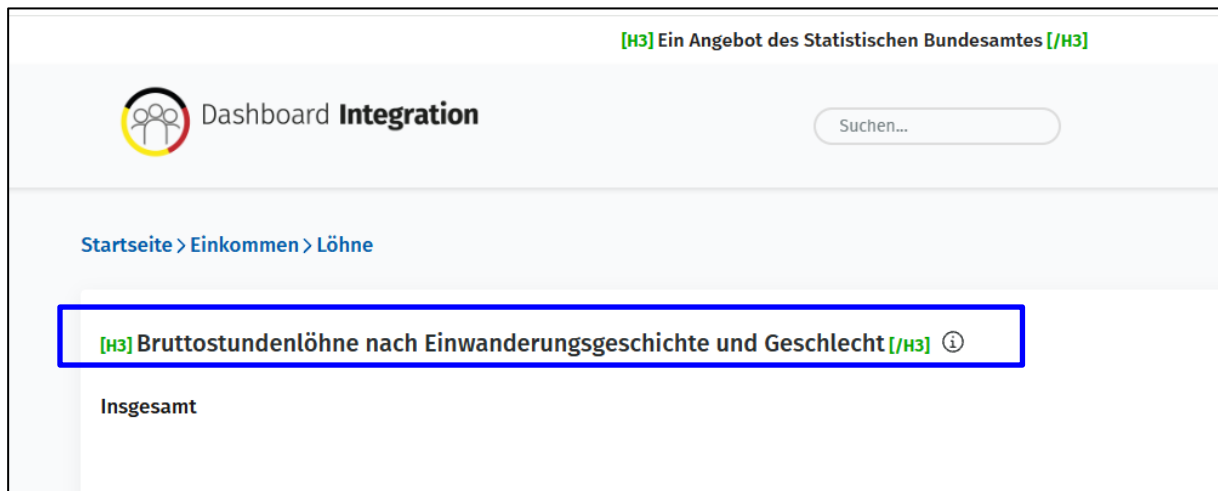 [H3] Ein Angebot des Statistischen Bundesamtes [/H3]
Dashboard Integration
Suchen...
Startseite > Einkommen > Löhne
[H3] Bruttostundenlöhne nach Einwanderungsgeschichte und Geschlecht [/H3]
Insgesamt